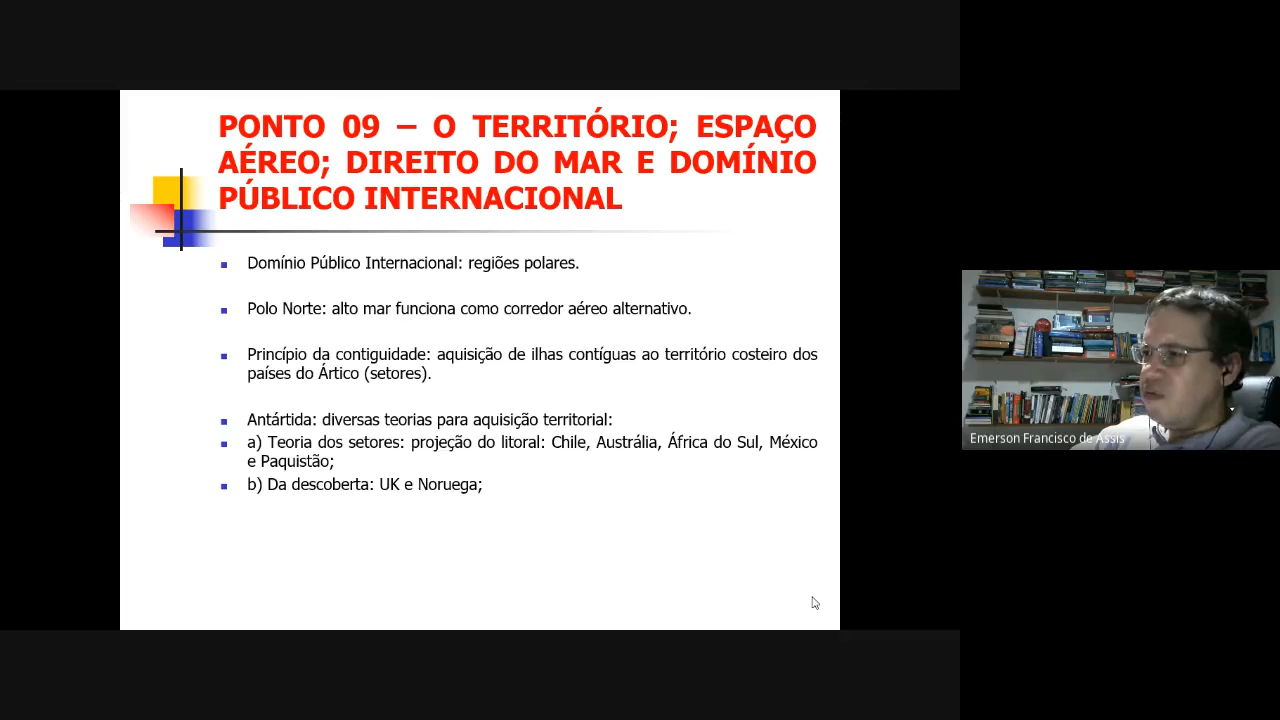 PONTO 09 – O TERRITÓRIO; ESPAÇO
AÉREO; DIREITO DO MAR E DOMÍNIO
PÚBLICO INTERNACIONAL
Domínio Público Internacional: regiões polares.
Polo Norte: alto mar funciona como corredor aéreo alternativo.
Princípio da contiguidade: aquisição de ilhas contíguas ao território costeiro dos
países do Ártico (setores).
Antártida: diversas teorias para aquisição territorial:
a) Teoria dos setores: projeção do litoral: Chile, Austrália, África do Sul, México
e Paquistão;
b) Da descoberta: UK e Noruega;
Emerson Francisco de Assis